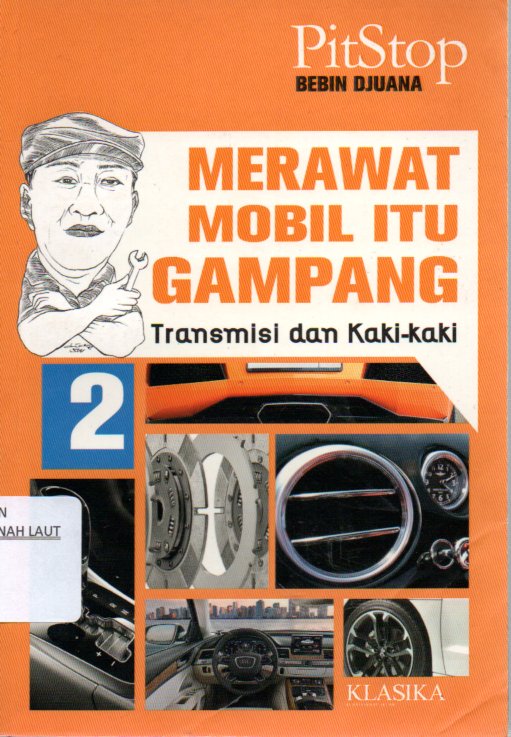 PitStop
BEBIN DJUANA
MERAWAT
MOBIL ITU
GAMPANG
Transmisi dan Kaki-kaki
2
N
NAH LAUT
KLASIKA